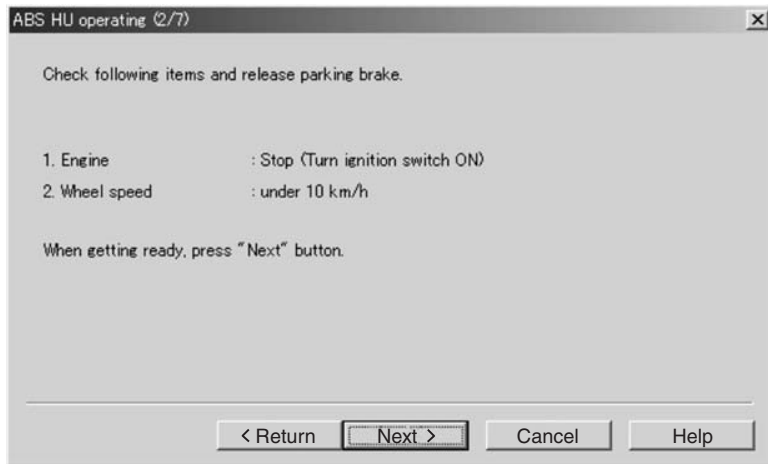 ABS HU operating (2/7)
Check following items and release parking brake.
1. Engine : Stop (Turn ignition switch ON)
2. Wheel speed : under 10 km/h
When getting ready, press "Next" button.
< Return Next > Cancel Help